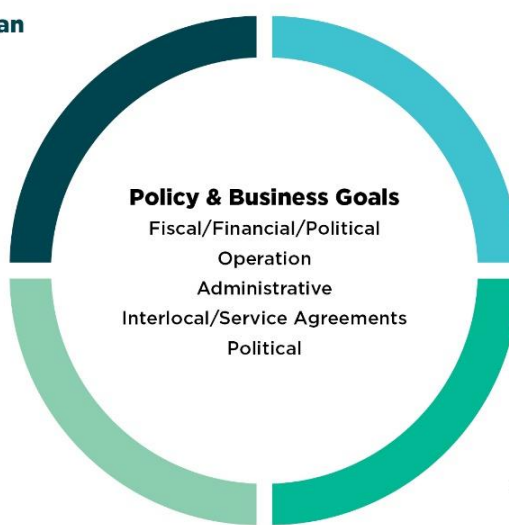 an
Policy & Business Goals
Fiscal/Financial/Political
Operation
Administrative
Interlocal/Service Agreements
Political